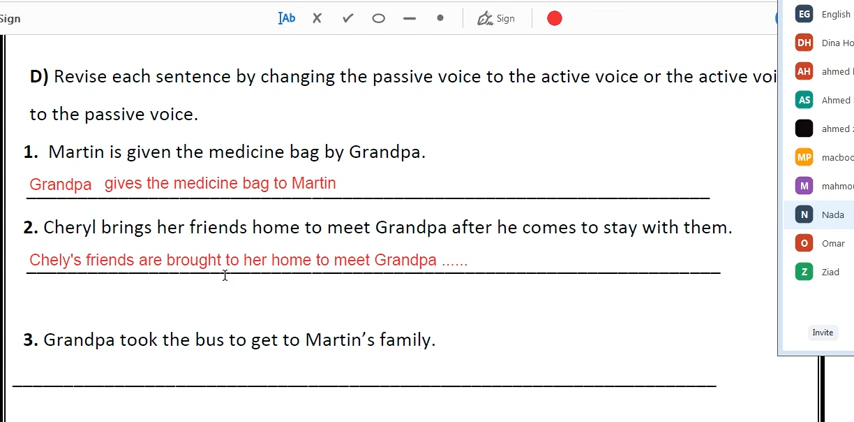 Sign
Ab
Sign
D) Revise each sentence by changing the passive voice to the active voice or the active voi
to the passive voice.
1. Martin is given the medicine bag by Grandpa.
Grandpa gives the medicine bag to Martin
2. Cheryl brings her friends home to meet Grandpa after he comes to stay with them.
Chely's friends are brought to her home to meet Grandpa ......
3. Grandpa took the bus to get to Martin’s family.
EG English
DH Dina Ho
AH ahmed
AS Ahmed
ahmed
MP macboo
M mahmou
N Nada
O Omar
Z Ziad
Invite